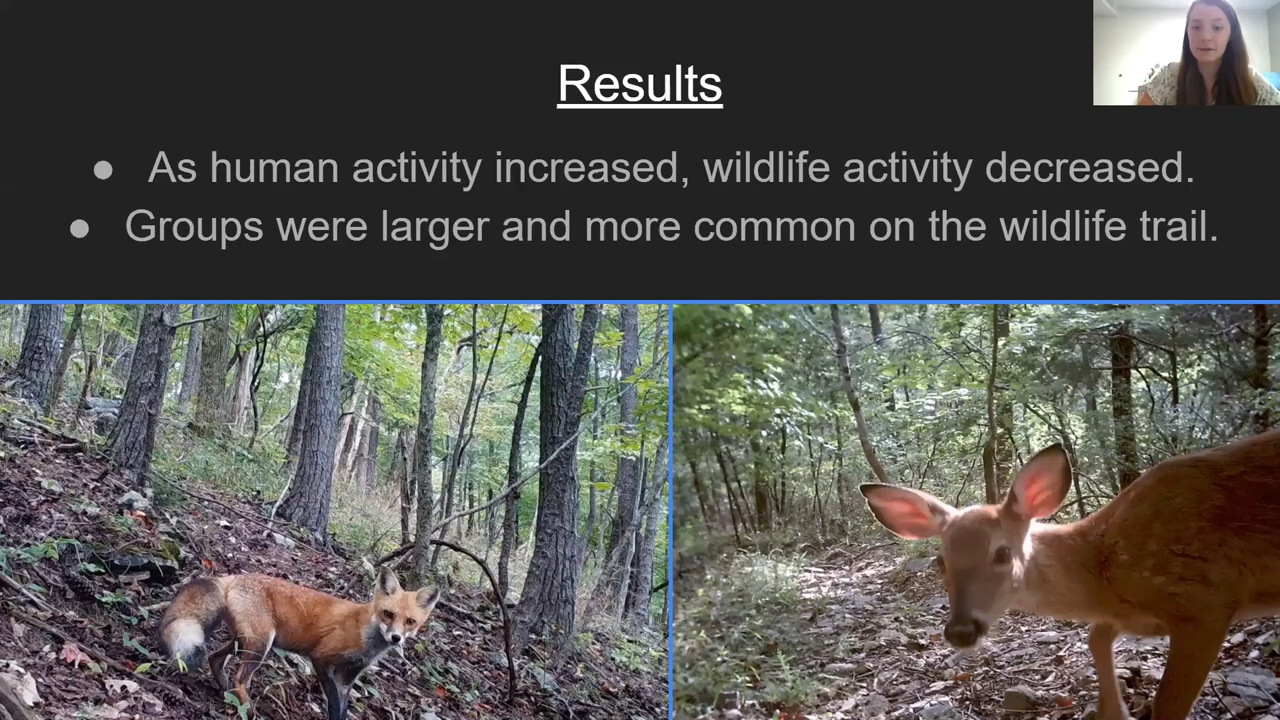 Results
● As human activity increased, wildlife activity decreased.
● Groups were larger and more common on the wildlife trail.